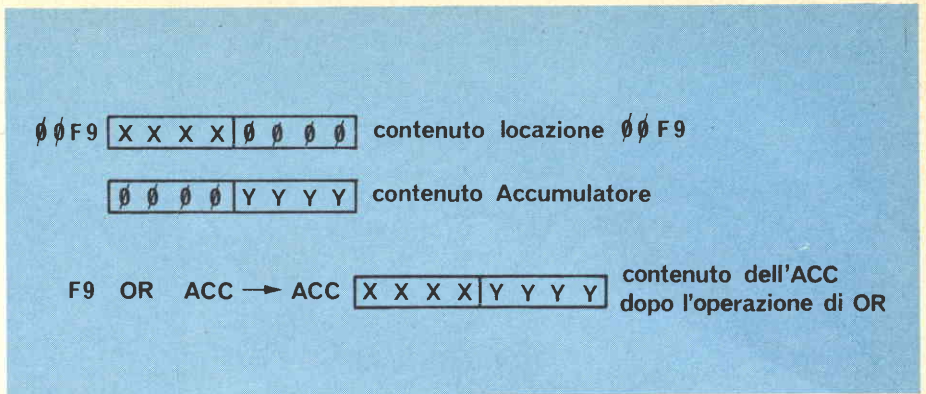 ØØF9 X X X X Ø Ø Ø Ø contenuto locazione ØØF9
Ø Ø Ø Ø Y Y Y Y contenuto Accumulatore
F9 OR ACC → ACC X X X X Y Y Y Y contenuto dell'ACC
dopo l'operazione di OR